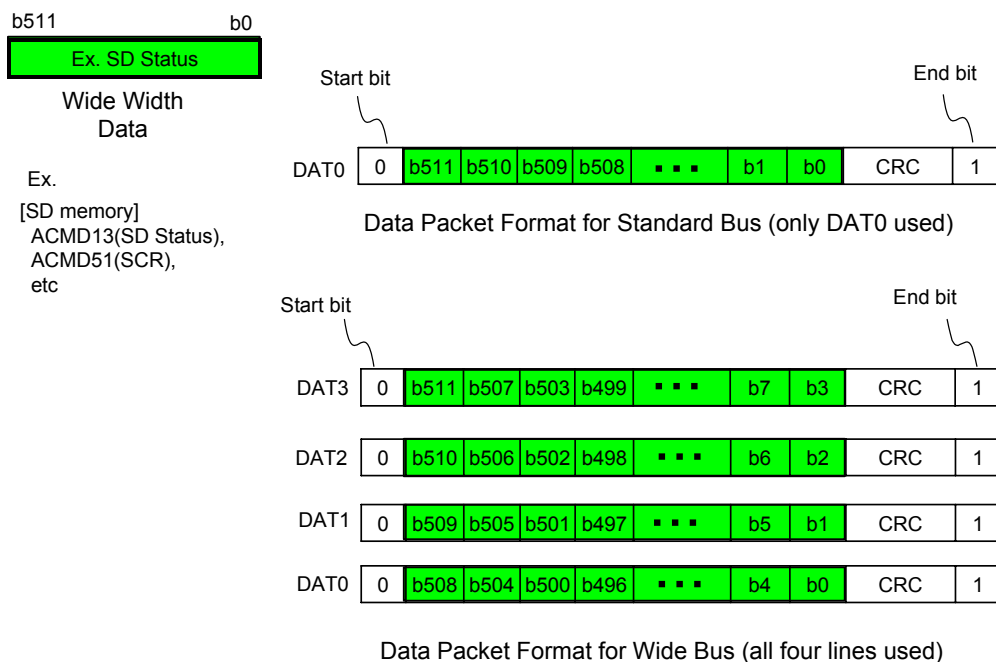 b511 b0
Ex. SD Status
Wide Width
Data
Ex.
[SD memory]
ACMD13(SD Status),
ACMD51(SCR),
etc
Start bit End bit
DAT0 0 b511 b510 b509 b508 ▪ ▪ ▪ b1 b0 CRC 1
Data Packet Format for Standard Bus (only DAT0 used)
Start bit End bit
DAT3 0 b511 b507 b503 b499 ▪ ▪ ▪ b7 b3 CRC 1
DAT2 0 b510 b506 b502 b498 ▪ ▪ ▪ b6 b2 CRC 1
DAT1 0 b509 b505 b501 b497 ▪ ▪ ▪ b5 b1 CRC 1
DAT0 0 b508 b504 b500 b496 ▪ ▪ ▪ b4 b0 CRC 1
Data Packet Format for Wide Bus (all four lines used)